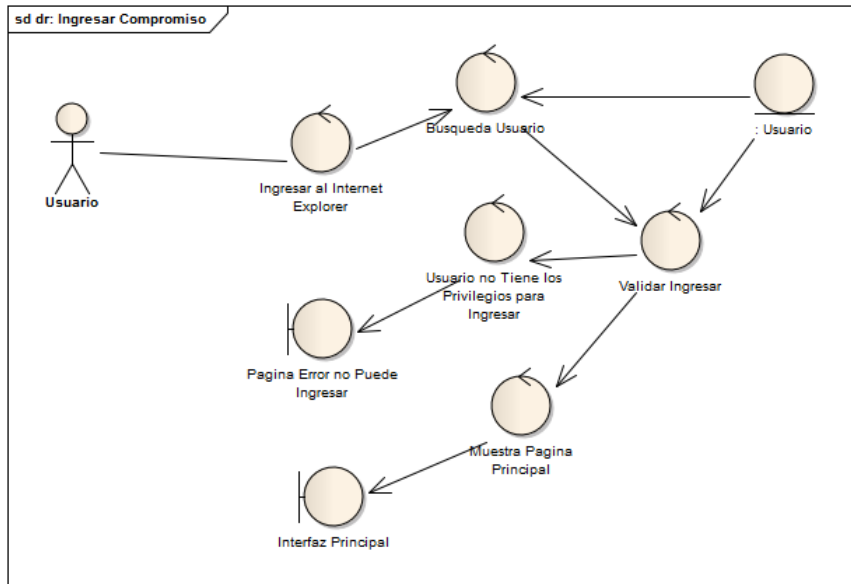 sd dr: Ingresar Compromiso
Busqueda Usuario
: Usuario
Ingresar al Internet
Explorer
Usuario
Usuario no Tiene los
Privilegios para
Ingresar
Validar Ingresar
Pagina Error no Puede
Ingresar
Muestra Pagina
Principal
Interfaz Principal